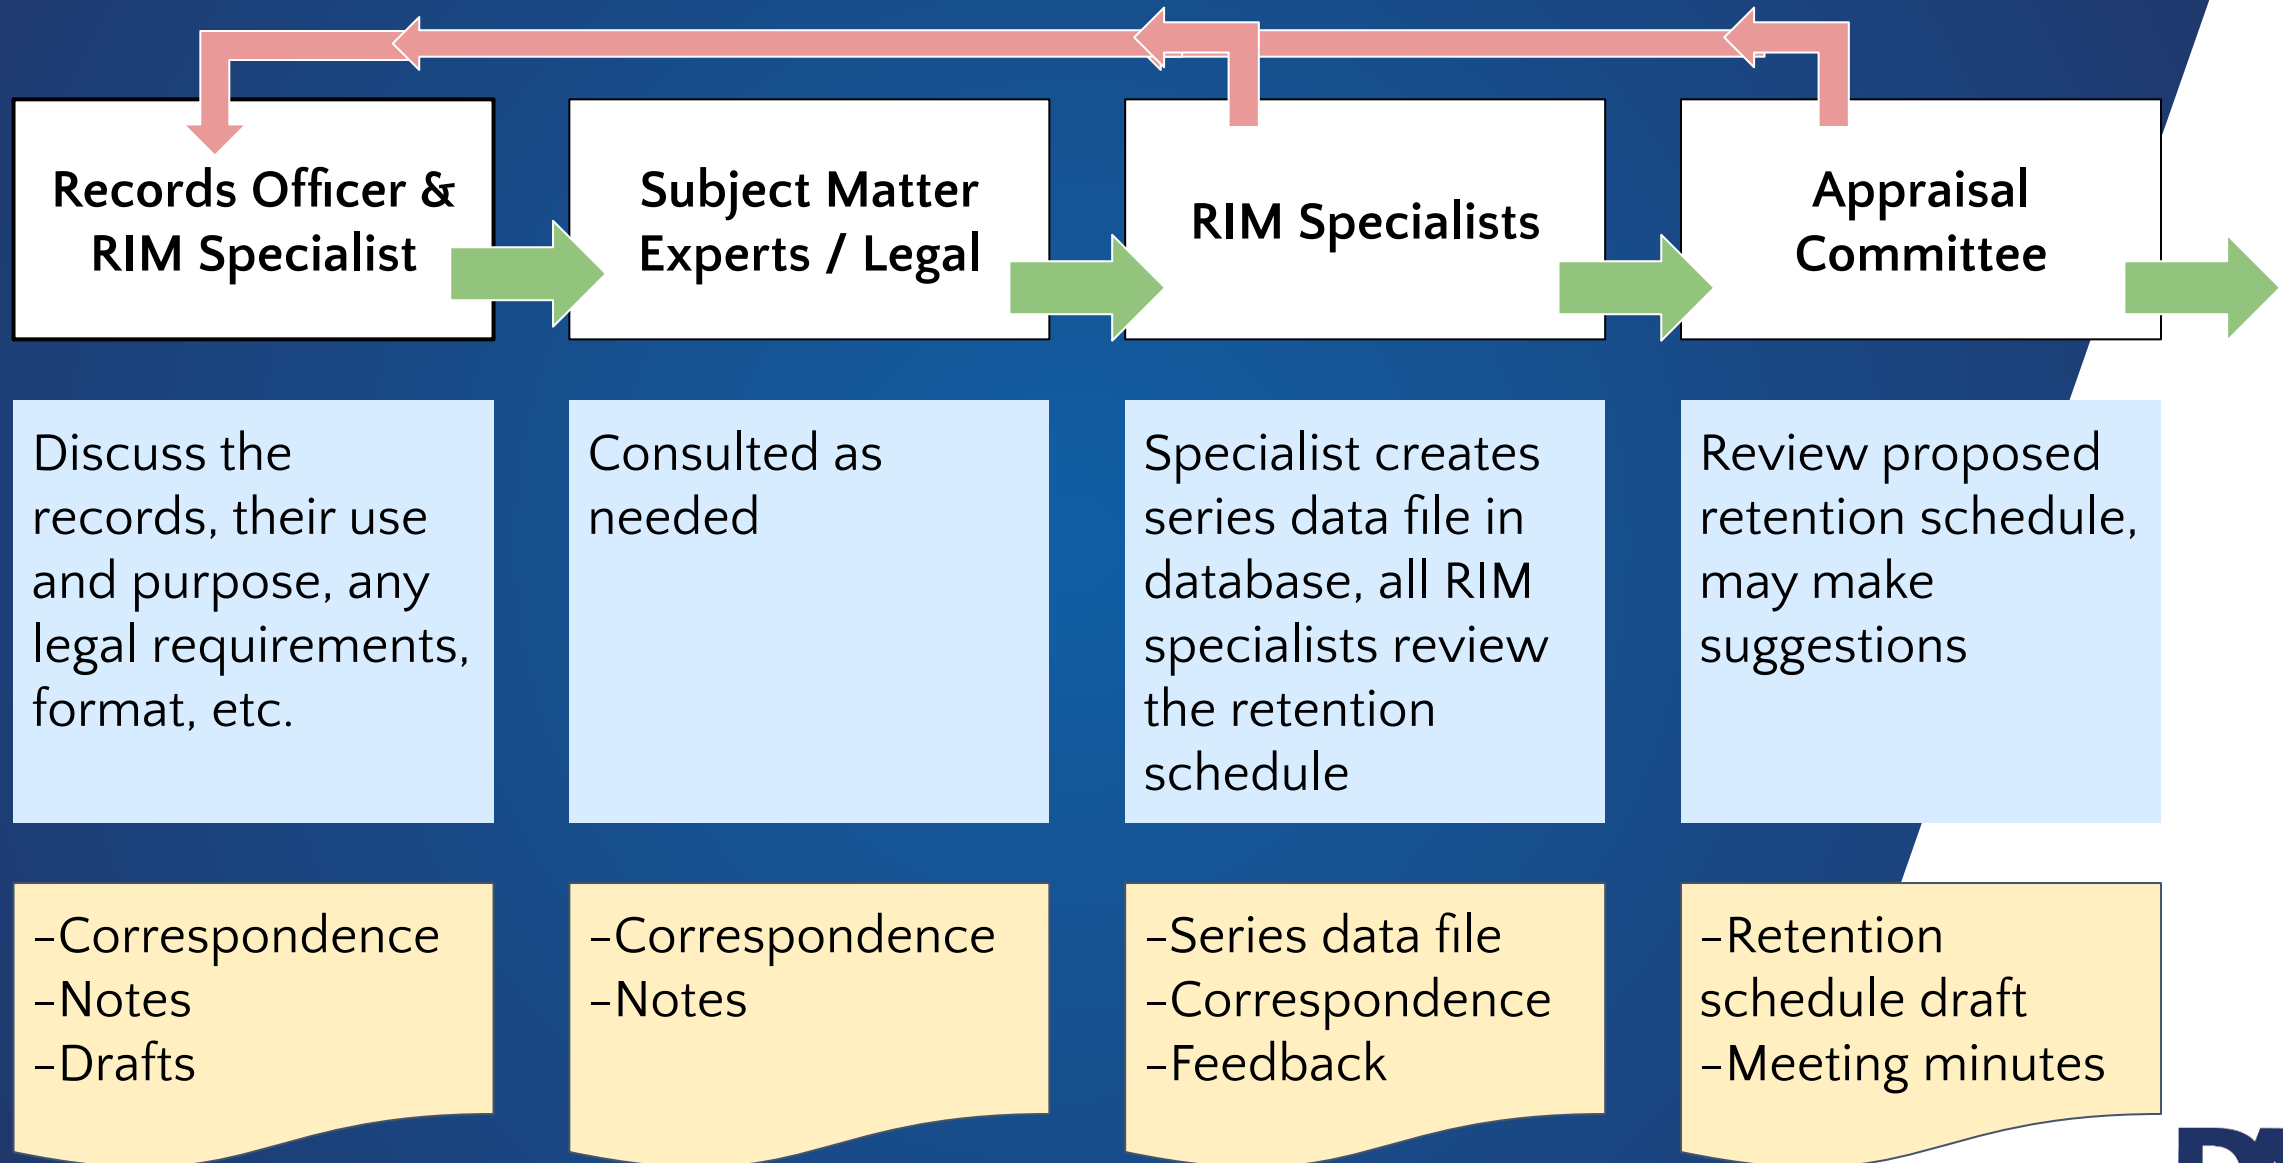 Records Officer &
RIM Specialist
Subject Matter
Experts / Legal
RIM Specialists
Appraisal
Committee
Discuss the
records, their use
and purpose, any
legal requirements,
format, etc.
Consulted as
needed
Specialist creates
series data file in
database, all RIM
specialists review
the retention
schedule
Review proposed
retention schedule,
may make
suggestions
-Correspondence
-Notes
-Drafts
-Correspondence
-Notes
-Series data file
-Correspondence
-Feedback
-Retention
schedule draft
-Meeting minutes